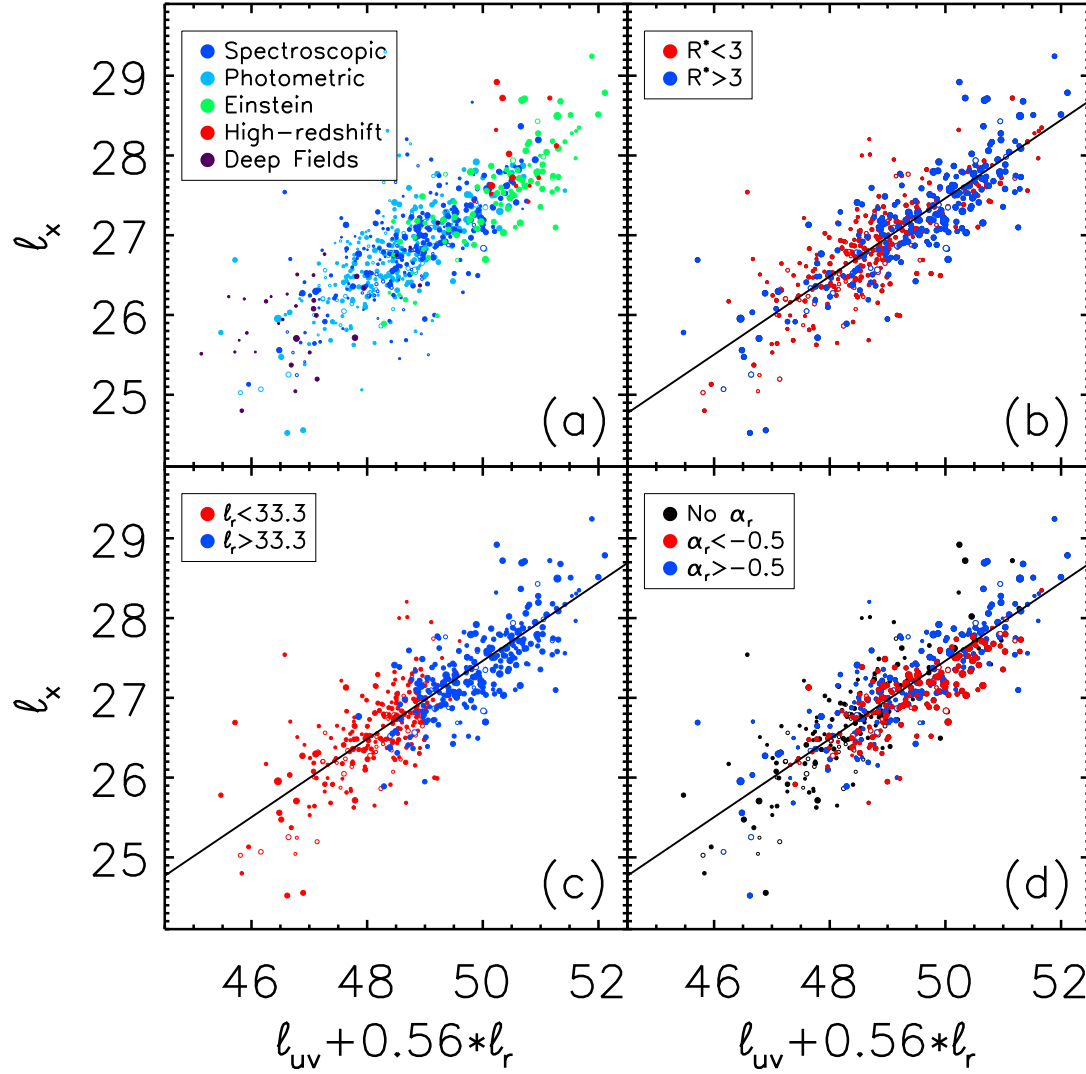 Spectroscopic
Photometric
Einstein
High-redshift
Deep Fields
(a)
R*<3
R*>3
(b)
29
28
27
26
25
ℓx
ℓr<33.3
ℓr>33.3
(c)
No αr
αr<-0.5
αr>-0.5
(d)
29
28
27
26
25
ℓx
46 48 50 52
46 48 50 52
ℓuv+0.56*ℓr
ℓuv+0.56*ℓr